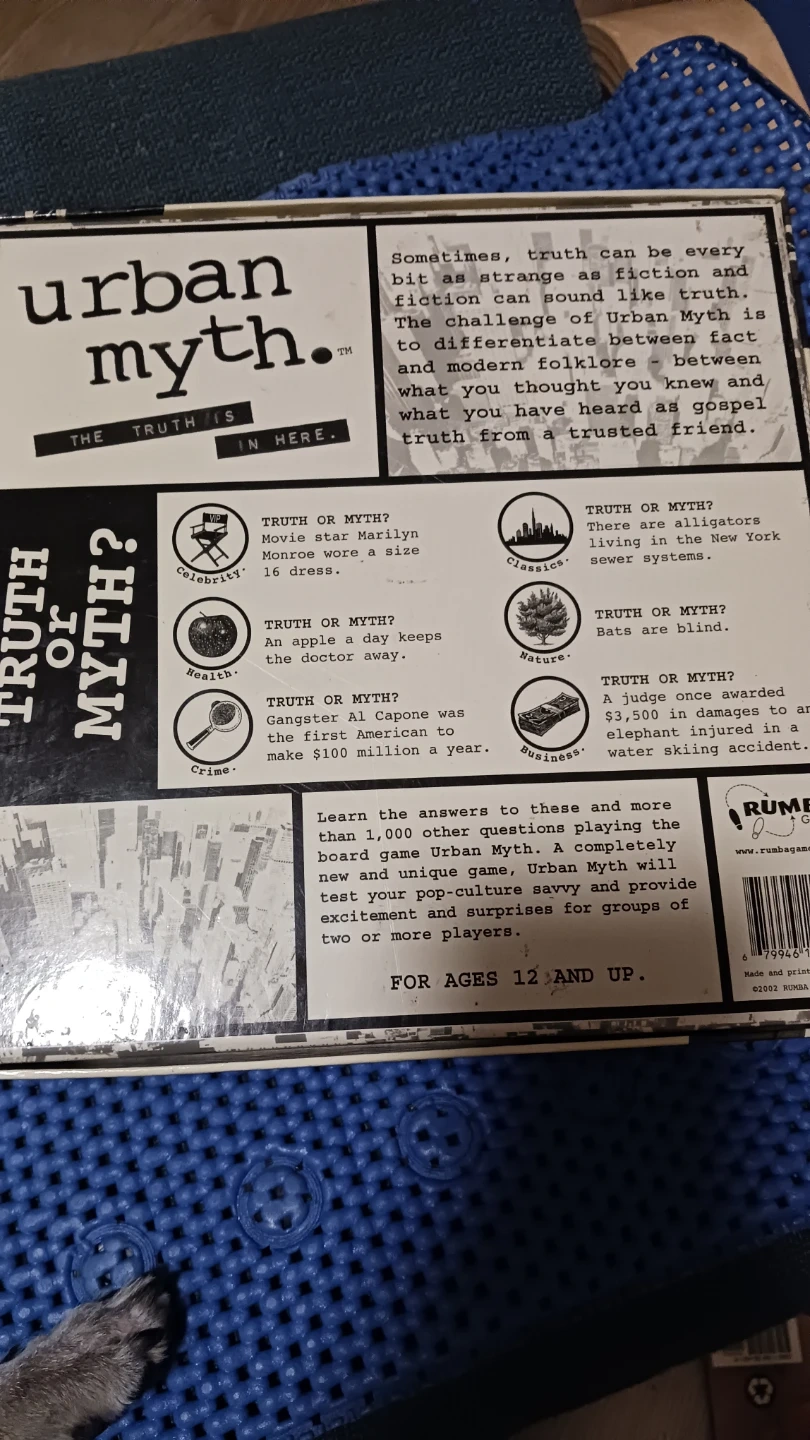 urban
myth.™
THE TRUTH IS
IN HERE.
Sometimes, truth can be every
bit as strange as fiction and
fiction can sound like truth.
The challenge of Urban Myth is
to differentiate between fact
and modern folklore - between
what you thought you knew and
what you have heard as gospel
truth from a trusted friend.
TRUTH
or
MYTH?
VIP
Celebrity.
TRUTH OR MYTH?
Movie star Marilyn
Monroe wore a size
16 dress.
Health.
TRUTH OR MYTH?
An apple a day keeps
the doctor away.
Crime.
TRUTH OR MYTH?
Gangster Al Capone was
the first American to
make $100 million a year.
Classics.
TRUTH OR MYTH?
There are alligators
living in the New York
sewer systems.
Nature.
TRUTH OR MYTH?
Bats are blind.
Business.
TRUTH OR MYTH?
A judge once awarded
$3,500 in damages to an
elephant injured in a
water skiing accident.
Learn the answers to these and more
than 1,000 other questions playing the
board game Urban Myth. A completely
new and unique game, Urban Myth will
test your pop-culture savvy and provide
excitement and surprises for groups of
two or more players.
FOR AGES 12 AND UP.
RUMB
G
www.rumbagame
6 79946 1
Made and print
©2002 RUMBA